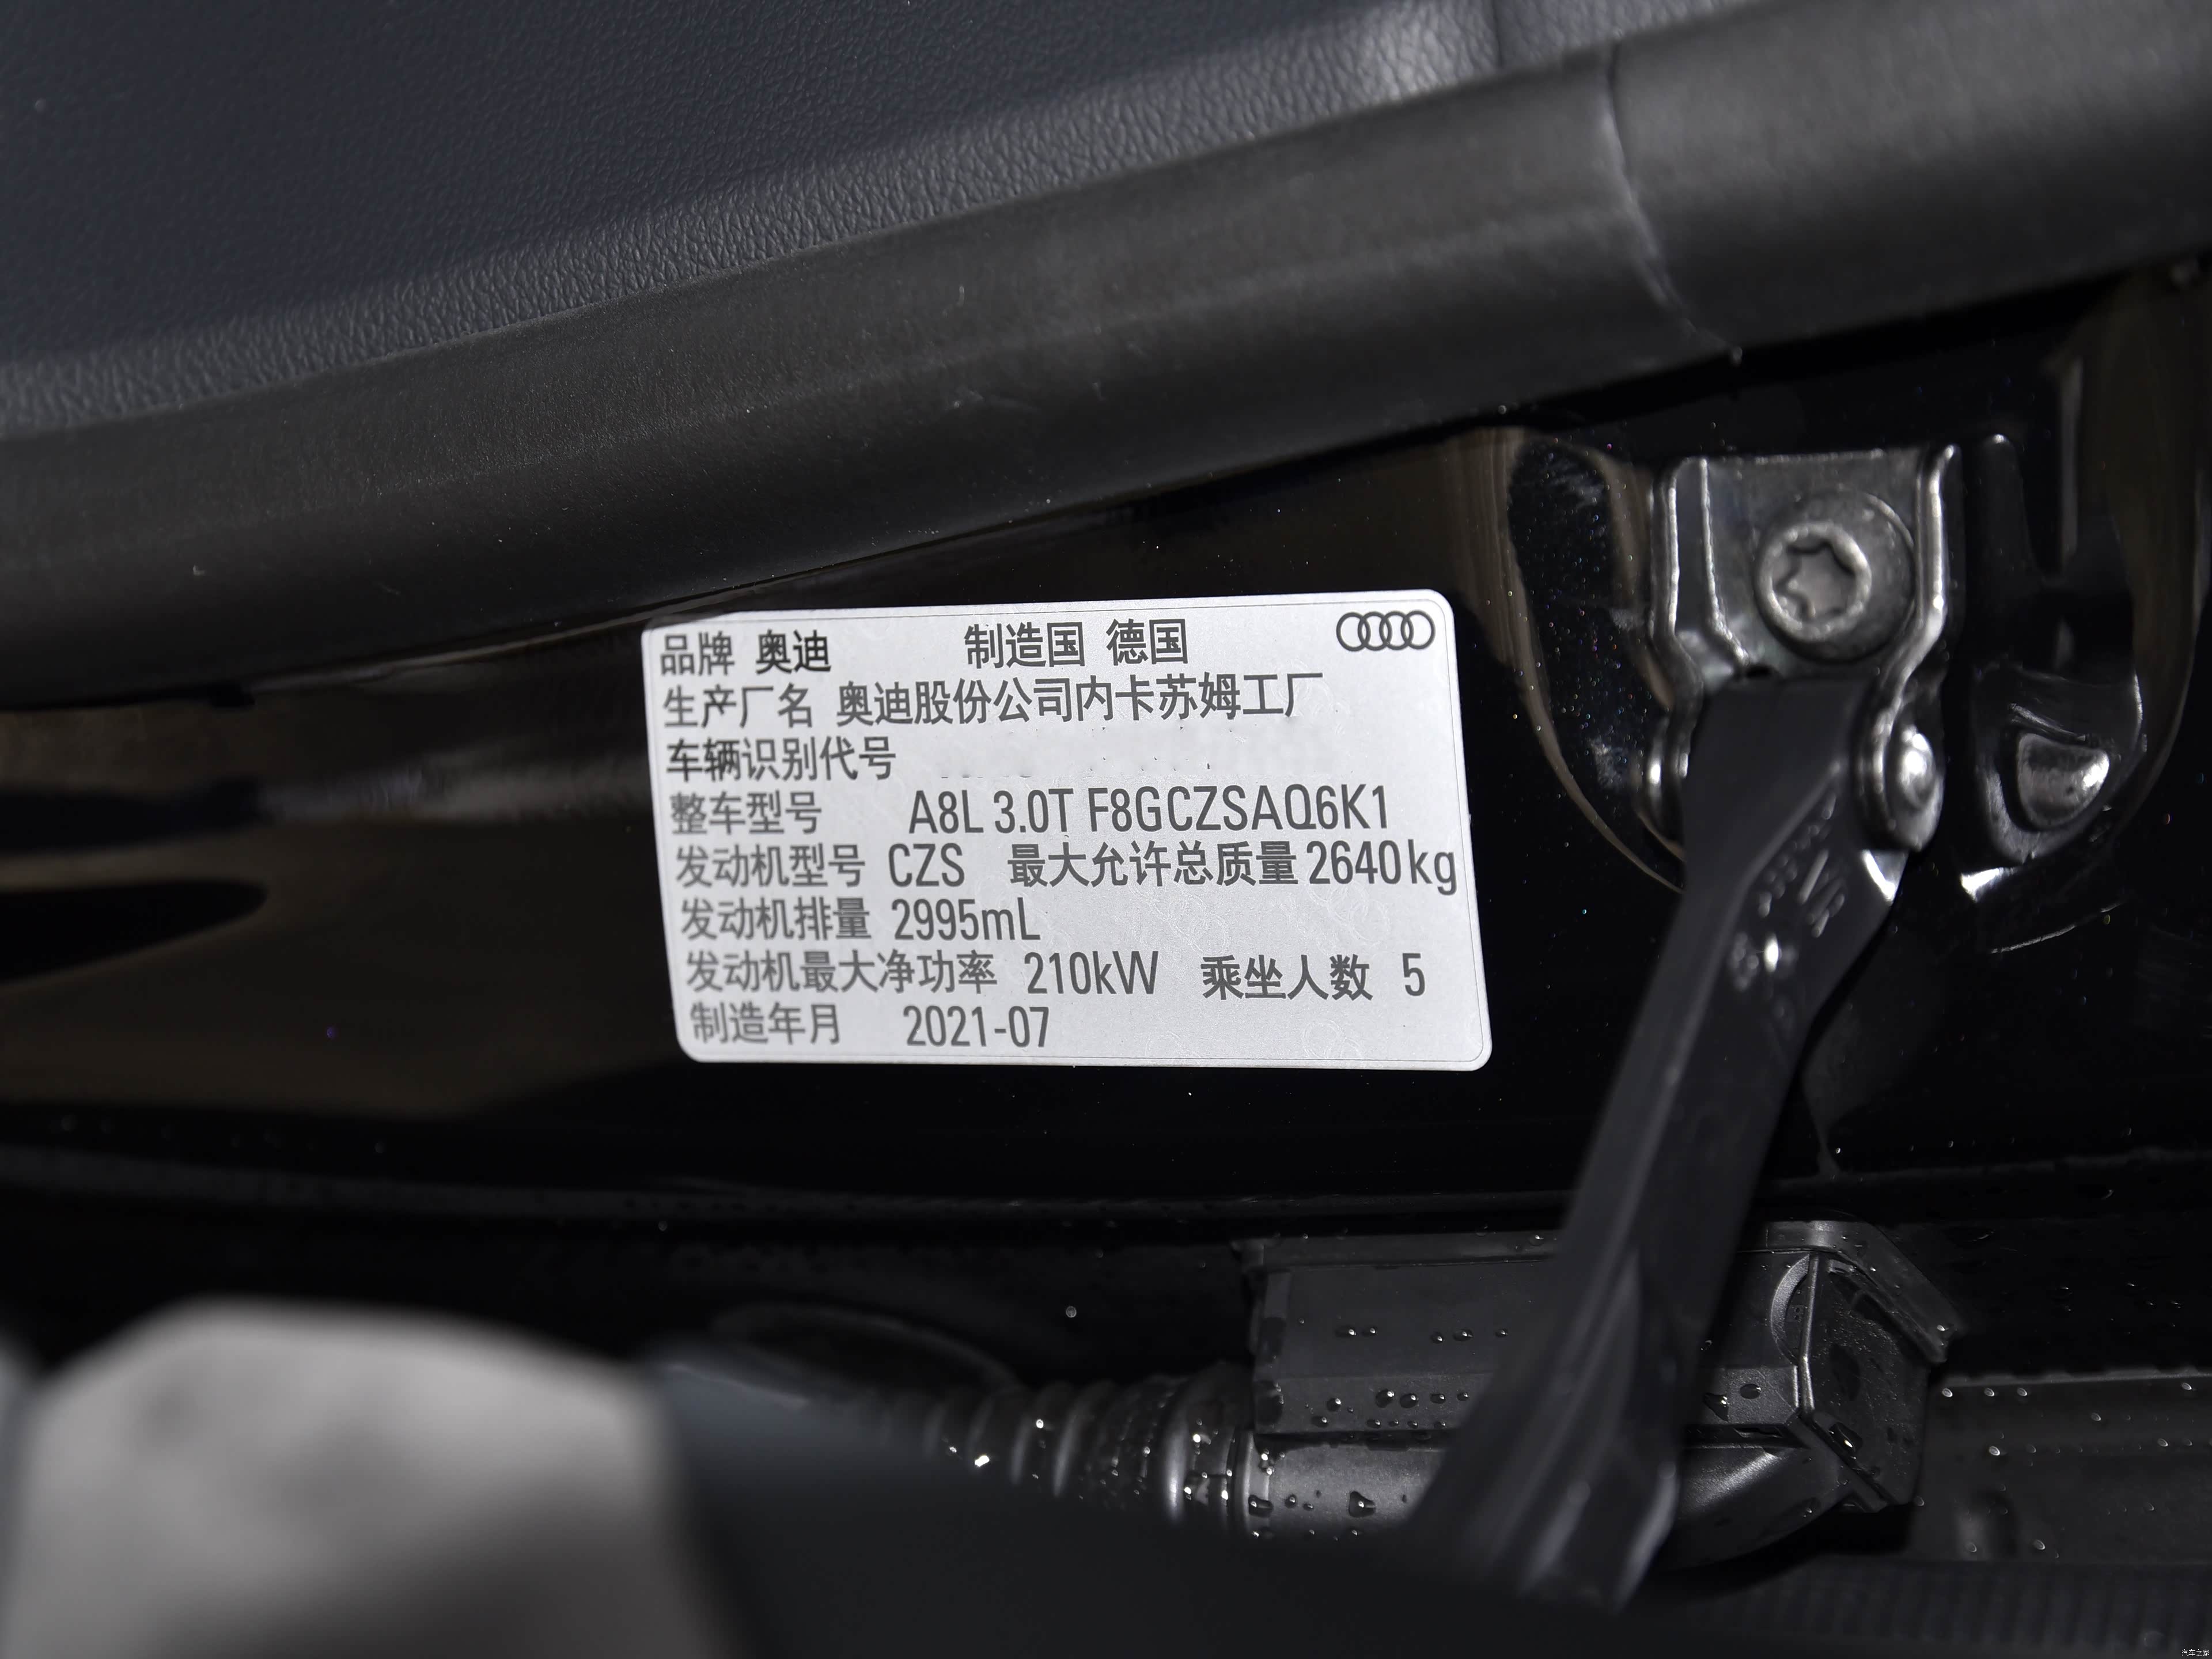 品牌 奥迪 制造国 德国
生产厂名 奥迪股份公司内卡苏姆工厂
车辆识别代号
整车型号 A8L 3.0T F8GCZSAQ6K1
发动机型号 CZS 最大允许总质量 2640kg
发动机排量 2995mL
发动机最大净功率 210kW 乘坐人数 5
制造年月 2021-07
汽车之家